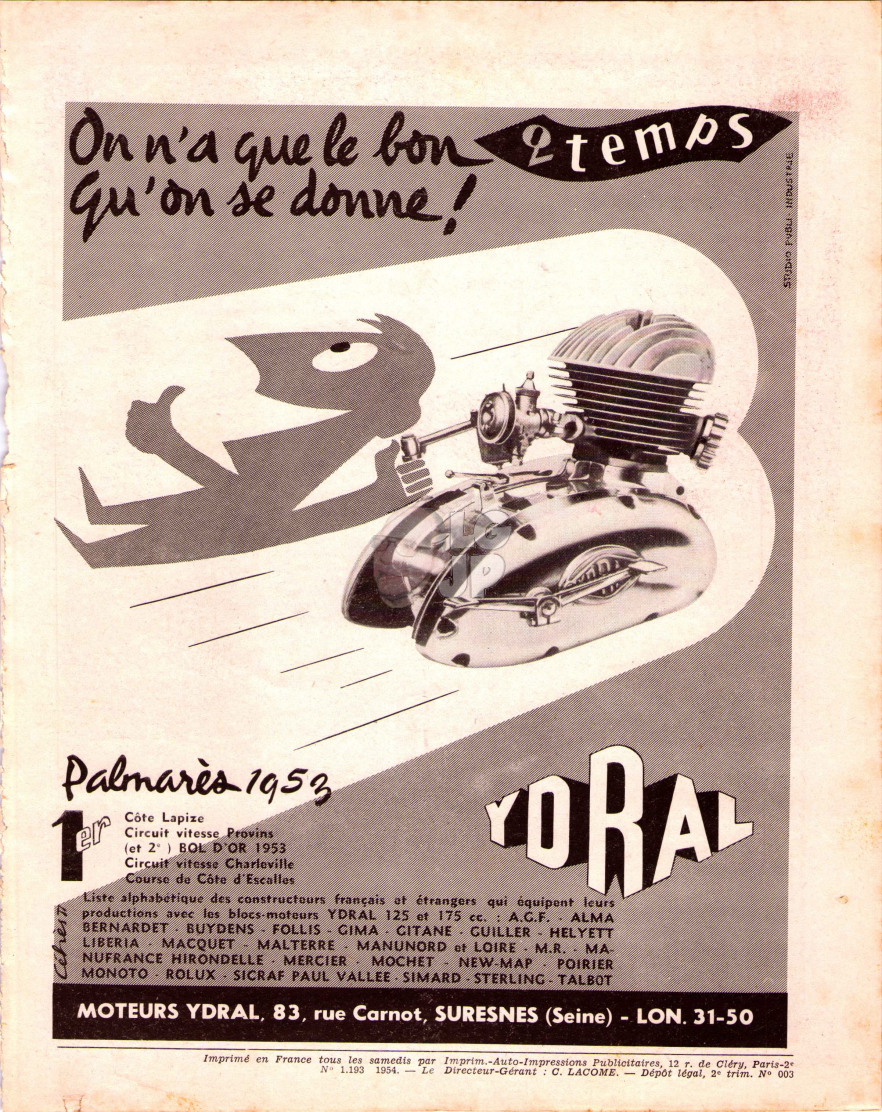 On n'a que le bon 2 temps
Qu'on se donne !
STUDIO PUBLI-INDUSTRIE
YDRAL
LG
JP
Palmarès 1953
YDRAL
1er
Côte Lapize
Circuit vitesse Provins
(et 2e ) BOL D'OR 1953
Circuit vitesse Charleville
Course de Côte d'Escalles
Liste alphabétique des constructeurs français et étrangers qui équipent leurs
productions avec les blocs-moteurs YDRAL 125 et 175 cc. : A.G.F. - ALMA
BERNARDET - BUYDENS - FOLLIS - GIMA - GITANE - GUILLER - HELYETT
LIBERIA - MACQUET - MALTERRE - MANUNORD et LOIRE - M.R. - MA-
NUFRANCE HIRONDELLE - MERCIER - MOCHET - NEW-MAP - POIRIER
MONOTO - ROLUX - SICRAF PAUL VALLEE - SIMARD - STERLING - TALBOT
MOTEURS YDRAL, 83, rue Carnot, SURESNES (Seine) - LON. 31-50
Imprimé en France tous les samedis par Imprim.-Auto-Impressions Publicitaires, 12 r. de Cléry, Paris-2e
N° 1.193 1954. — Le Directeur-Gérant : C. LACOME. — Dépôt légal, 2e trim. N° 003